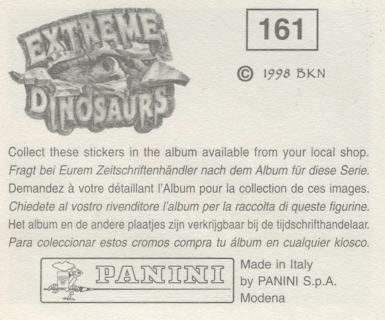 EXTREME
DINOSAURS
161
© 1998 BKN
Collect these stickers in the album available from your local shop.
Fragt bei Eurem Zeitschriftenhändler nach dem Album für diese Serie.
Demandez à votre détaillant l'Album pour la collection de ces images.
Chiedete al vostro rivenditore l'album per la raccolta di queste figurine.
Het album en de andere plaatjes zijn verkrijgbaar bij de tijdschrifthandelaar.
Para coleccionar estos cromos compra tu álbum en cualquier kiosco.
PANINI
Made in Italy
by PANINI S.p.A.
Modena